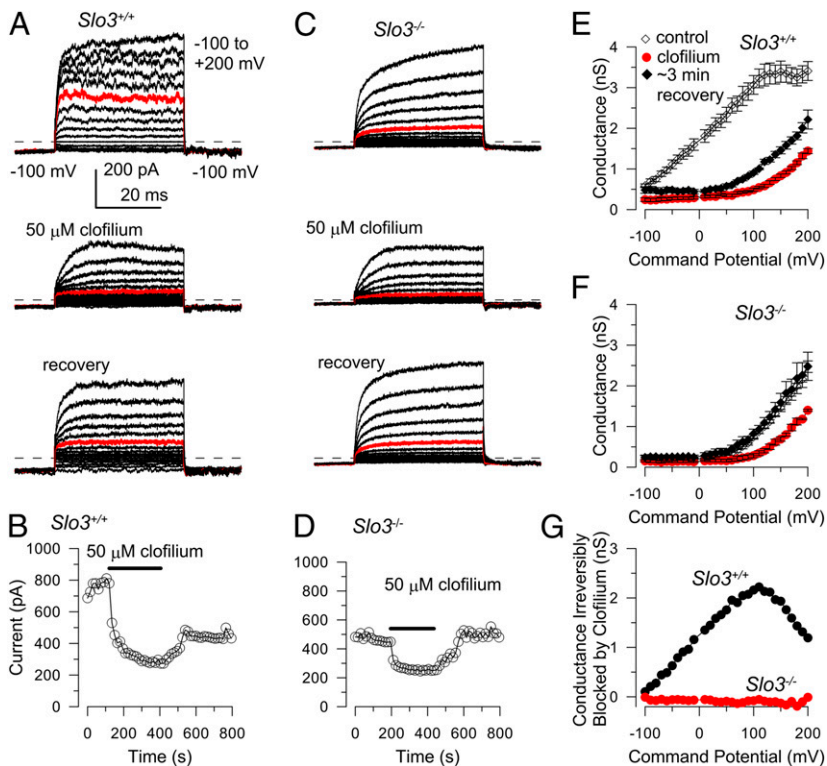 A
Slo3+/+
-100 to
+200 mV
-100 mV
200 pA
-100 mV
20 ms
50 μM clofilium
recovery
B
Slo3+/+
50 μM clofilium
Current (pA)
1000
800
600
400
200
0
0 200 400 600 800
Time (s)
C
Slo3-/-
50 μM clofilium
recovery
D
Slo3-/-
50 μM clofilium
1000
800
600
400
200
0
0 200 400 600 800
Time (s)
E
control
clofilium
~3 min
recovery
Slo3+/+
Conductance (nS)
4
3
2
1
0
-100 0 100 200
Command Potential (mV)
F
Slo3-/-
Conductance (nS)
4
3
2
1
0
-100 0 100 200
Command Potential (mV)
G
Conductance Irreversibly
Blocked by Clofilium (nS)
3
2
1
0
Slo3+/+
Slo3-/-
-100 0 100 200
Command Potential (mV)